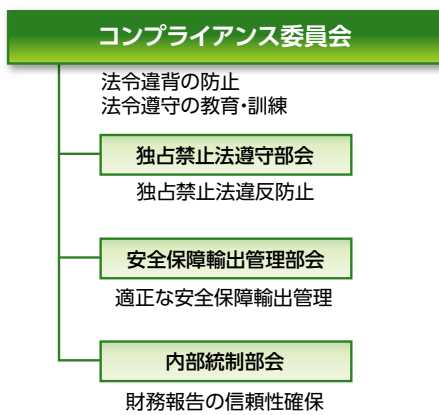 コンプライアンス委員会
法令違背の防止
法令遵守の教育・訓練
独占禁止法遵守部会
独占禁止法違反防止
安全保障輸出管理部会
適正な安全保障輸出管理
内部統制部会
財務報告の信頼性確保